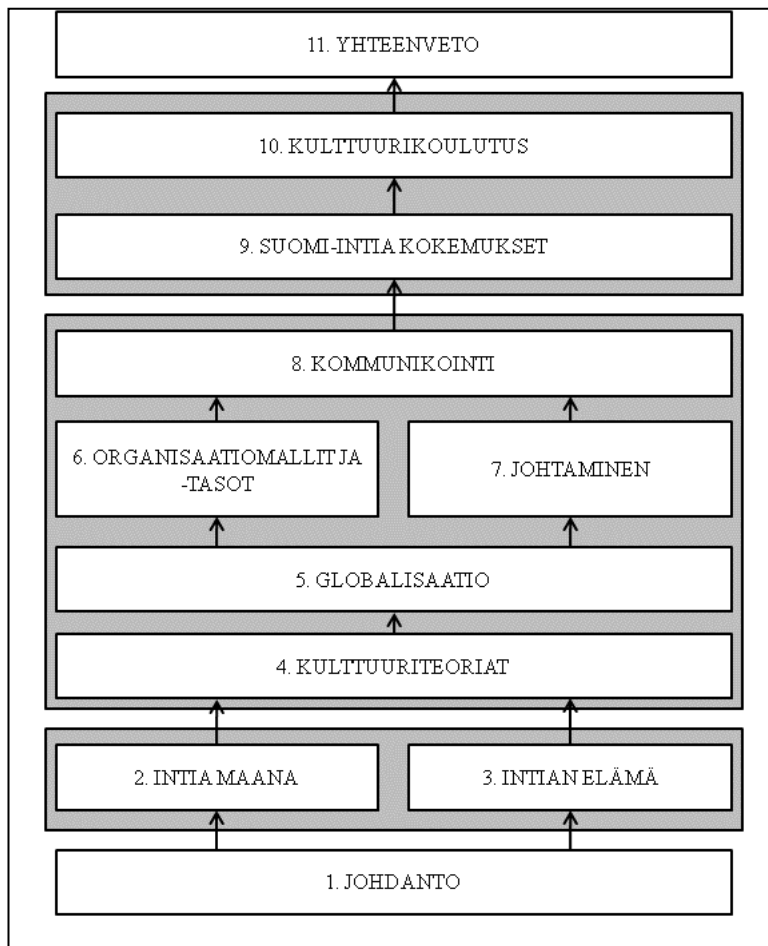 11. YHTEENVETO
10. KULTTUURIKOULUTUS
9. SUOMI-INTIA KOKEMUKSET
8. KOMMUNIKOINTI
6. ORGANISAATIOMALLIT JA
-TASOT
7. JOHTAMINEN
5. GLOBALISAATIO
4. KULTTUURITEORIAT
2. INTIA MAANA
3. INTIAN ELÄMÄ
1. JOHDANTO